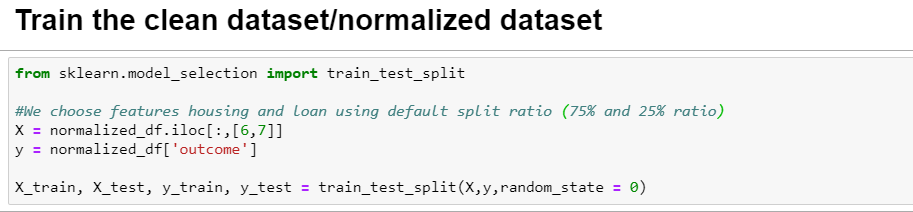 Train the clean dataset/normalized dataset
from sklearn.model_selection import train_test_split
#We choose features housing and loan using default split ratio (75% and 25% ratio)
X = normalized_df.iloc[:,[6,7]]
y = normalized_df['outcome']
X_train, X_test, y_train, y_test = train_test_split(X,y,random_state = 0)